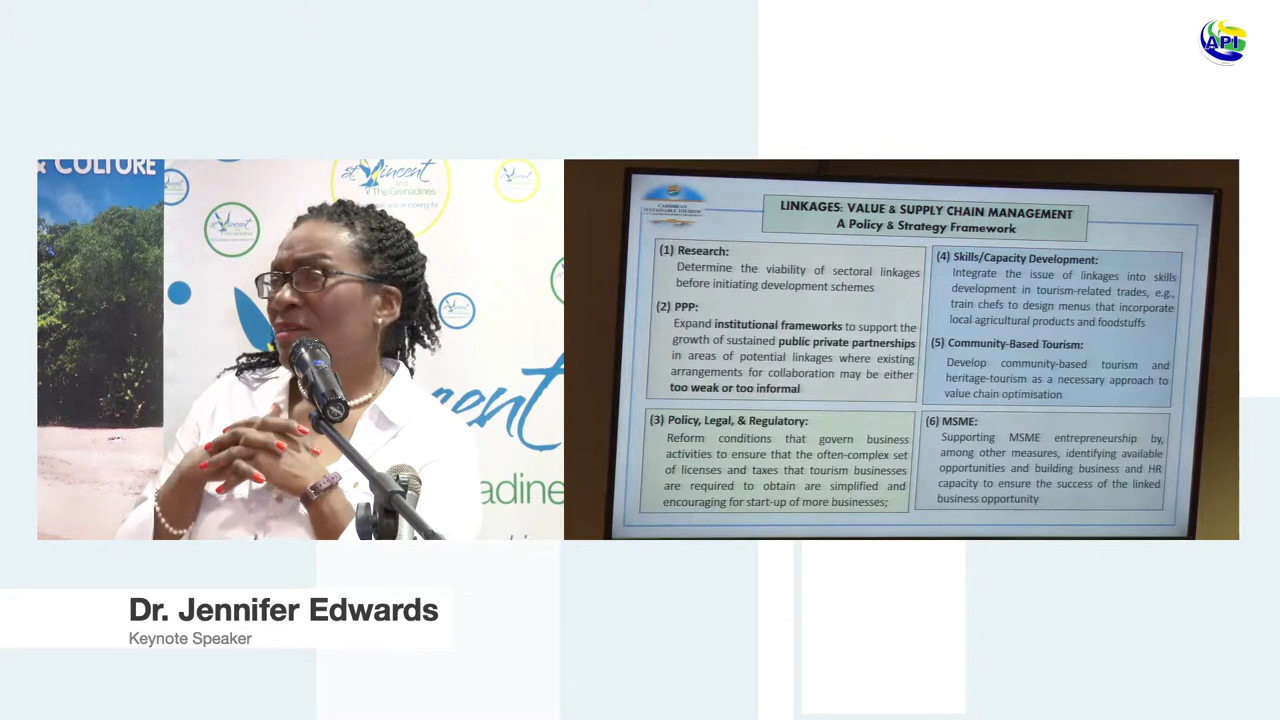 API
& CULTURE
St Vincent
and
The Grenadines
you're looking for
LINKAGES: VALUE & SUPPLY CHAIN MANAGEMENT
A Policy & Strategy Framework
CARIBBEAN
SUSTAINABLE TOURISM
(1) Research:
Determine the viability of sectoral linkages
before initiating development schemes
(2) PPP:
Expand institutional frameworks to support the
growth of sustained public private partnerships
in areas of potential linkages where existing
arrangements for collaboration may be either
too weak or too informal
(3) Policy, Legal, & Regulatory:
Reform conditions that govern business
activities to ensure that the often-complex set
of licenses and taxes that tourism businesses
are required to obtain are simplified and
encouraging for start-up of more businesses;
(4) Skills/Capacity Development:
Integrate the issue of linkages into skills
development in tourism-related trades, e.g.,
train chefs to design menus that incorporate
local agricultural products and foodstuffs
(5) Community-Based Tourism:
Develop community-based tourism and
heritage-tourism as a necessary approach to
value chain optimisation
(6) MSME:
Supporting MSME entrepreneurship by,
among other measures, identifying available
opportunities and building business and HR
capacity to ensure the success of the linked
business opportunity
Dr. Jennifer Edwards
Keynote Speaker